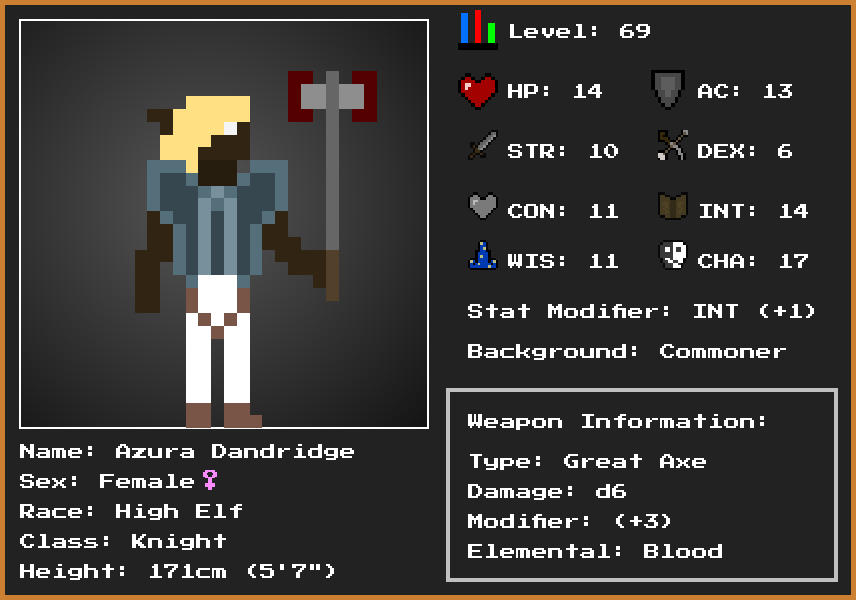 Level: 69
HP: 14 AC: 13
STR: 10 DEX: 6
CON: 11 INT: 14
WIS: 11 CHA: 17
Stat Modifier: INT (+1)
Background: Commoner
Weapon Information:
Type: Great Axe
Damage: d6
Modifier: (+3)
Elemental: Blood
Name: Azura Dandridge
Sex: Female♀
Race: High Elf
Class: Knight
Height: 171cm (5'7")